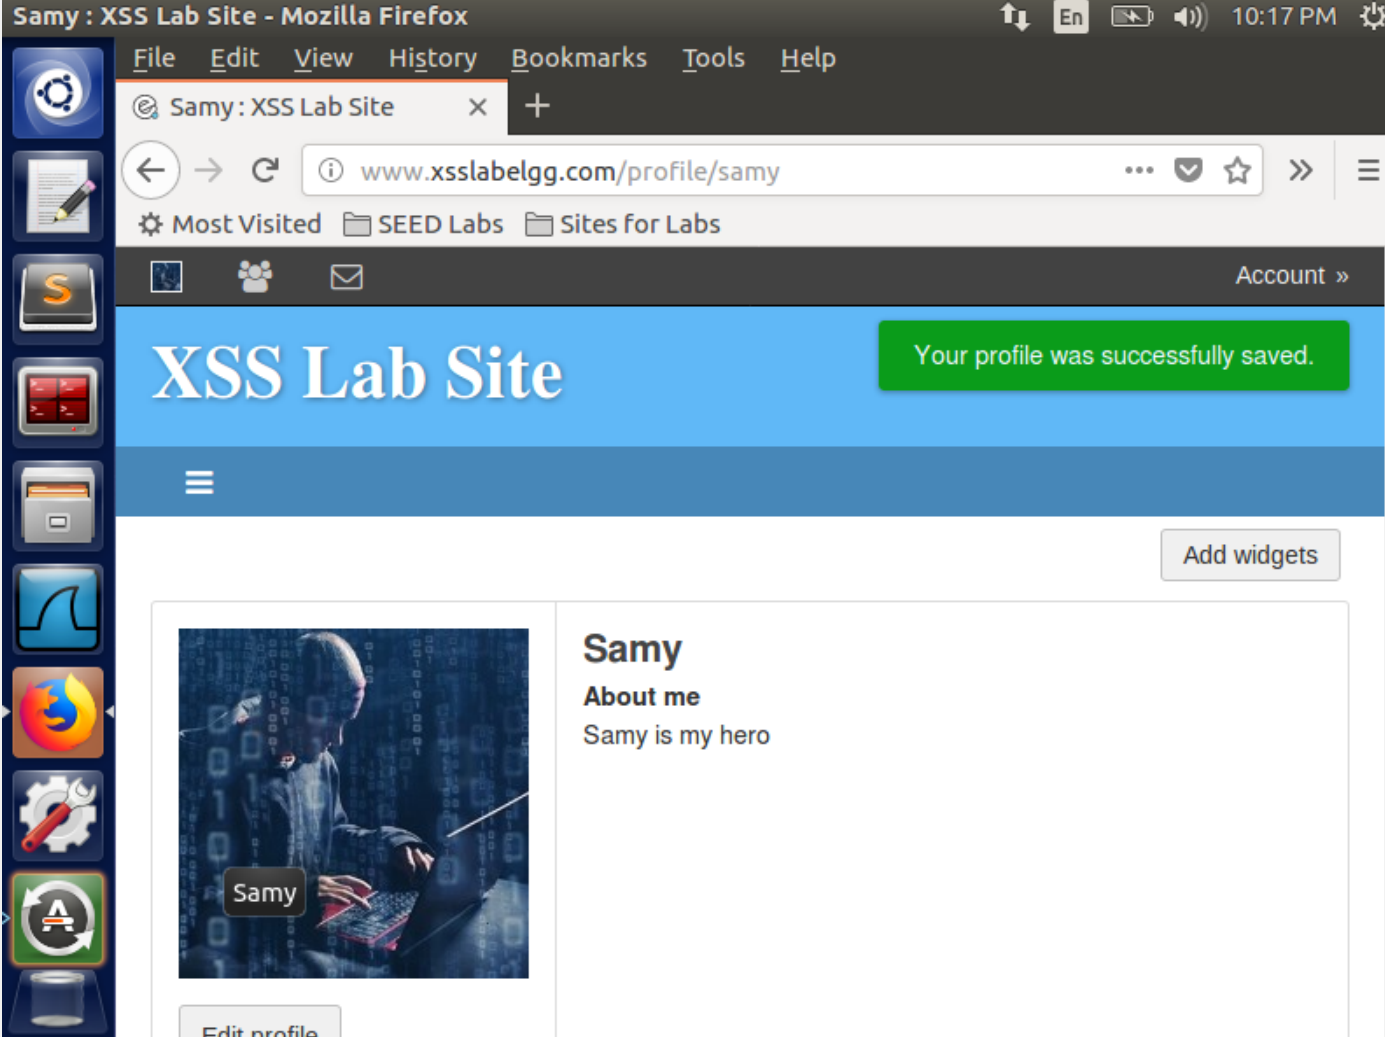 Samy : XSS Lab Site - Mozilla Firefox
En
10:17 PM
File Edit View History Bookmarks Tools Help
Samy : XSS Lab Site
www.xsslabelgg.com/profile/samy
Most Visited SEED Labs Sites for Labs
Account »
XSS Lab Site
Your profile was successfully saved.
Add widgets
Samy
About me
Samy is my hero
Samy
Edit profile